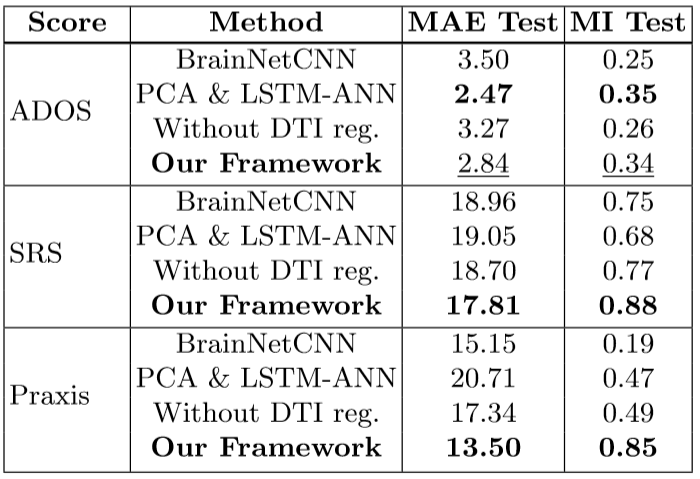 Score Method MAE Test MI Test
ADOS
BrainNetCNN 3.50 0.25
PCA & LSTM-ANN 2.47 0.35
Without DTI reg. 3.27 0.26
Our Framework 2.84 0.34
SRS
BrainNetCNN 18.96 0.75
PCA & LSTM-ANN 19.05 0.68
Without DTI reg. 18.70 0.77
Our Framework 17.81 0.88
Praxis
BrainNetCNN 15.15 0.19
PCA & LSTM-ANN 20.71 0.47
Without DTI reg. 17.34 0.49
Our Framework 13.50 0.85